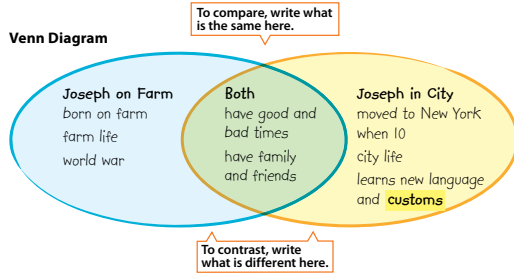 To compare, write what
is the same here.
Venn Diagram
Joseph on Farm
born on farm
farm life
world war
Both
have good and
bad times
have family
and friends
Joseph in City
moved to New York
when 10
city life
learns new language
and customs
To contrast, write
what is different here.